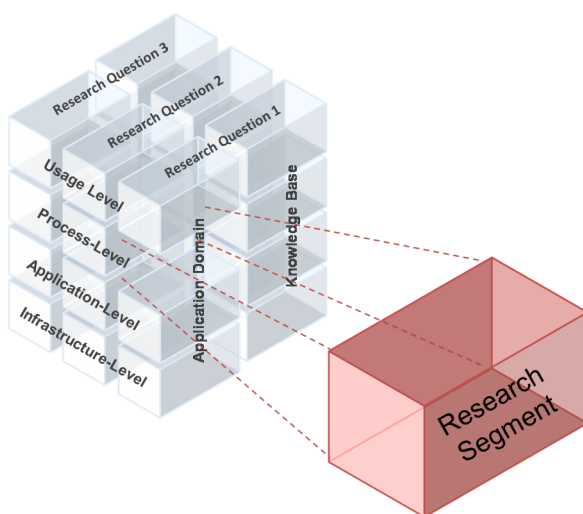 Research Question 3
Research Question 2
Research Question 1
Usage Level
Process-Level
Application-Level
Infrastructure-Level
Application Domain
Knowledge Base
Research
Segment